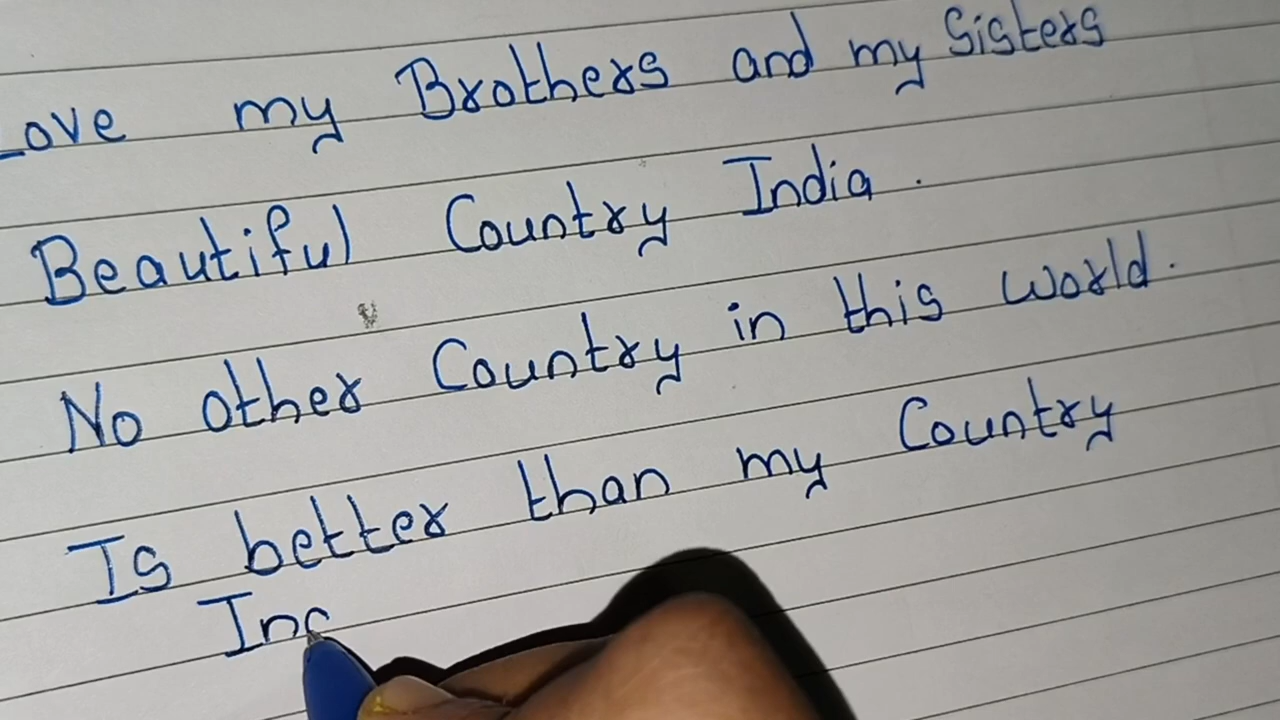 Love my Brothers and my Sisters
Beautiful Country India .
No other Country in this world.
Is better than my Country